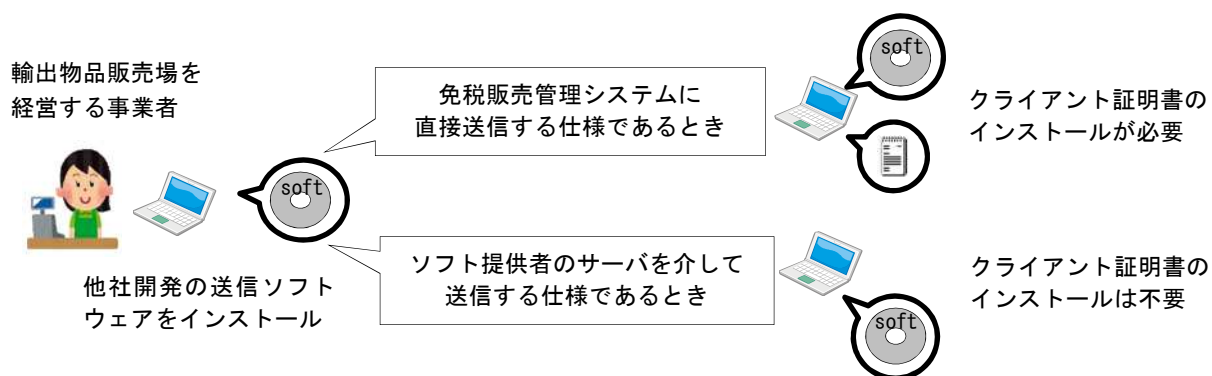 輸出物品販売場を
経営する事業者
soft
他社開発の送信ソフト
ウェアをインストール
免税販売管理システムに
直接送信する仕様であるとき
soft
クライアント証明書の
インストールが必要
ソフト提供者のサーバを介して
送信する仕様であるとき
soft
クライアント証明書の
インストールは不要